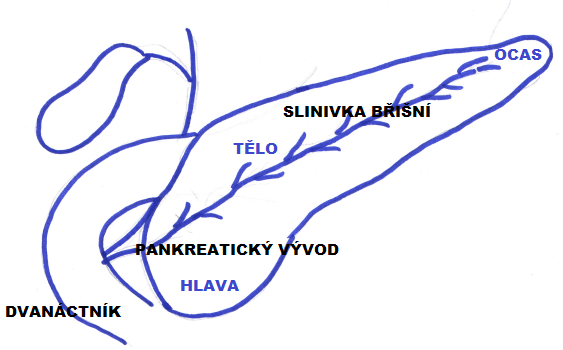 OCAS
SLINIVKA BŘIŠNÍ
TĚLO
PANKREATICKÝ VÝVOD
HLAVA
DVANÁCTNÍK